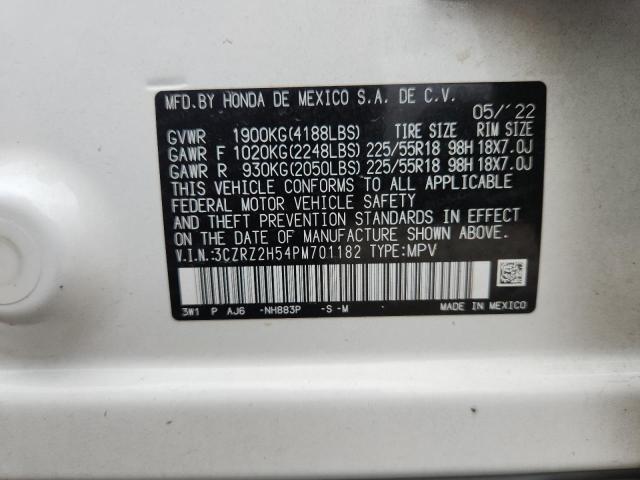 MFD.BY HONDA DE MEXICO S.A. DE C.V.
05/´22
GVWR 1900KG(4188LBS) TIRE SIZE RIM SIZE
GAWR F 1020KG(2248LBS) 225/55R18 98H 18X7.0J
GAWR R 930KG(2050LBS) 225/55R18 98H 18X7.0J
THIS VEHICLE CONFORMS TO ALL APPLICABLE
FEDERAL MOTOR VEHICLE SAFETY
AND THEFT PREVENTION STANDARDS IN EFFECT
ON THE DATE OF MANUFACTURE SHOWN ABOVE.
V.I.N.:3CZRZ2H54PM701182 TYPE:MPV
3W1 P AJ6 -NH883P -S -M MADE IN MEXICO